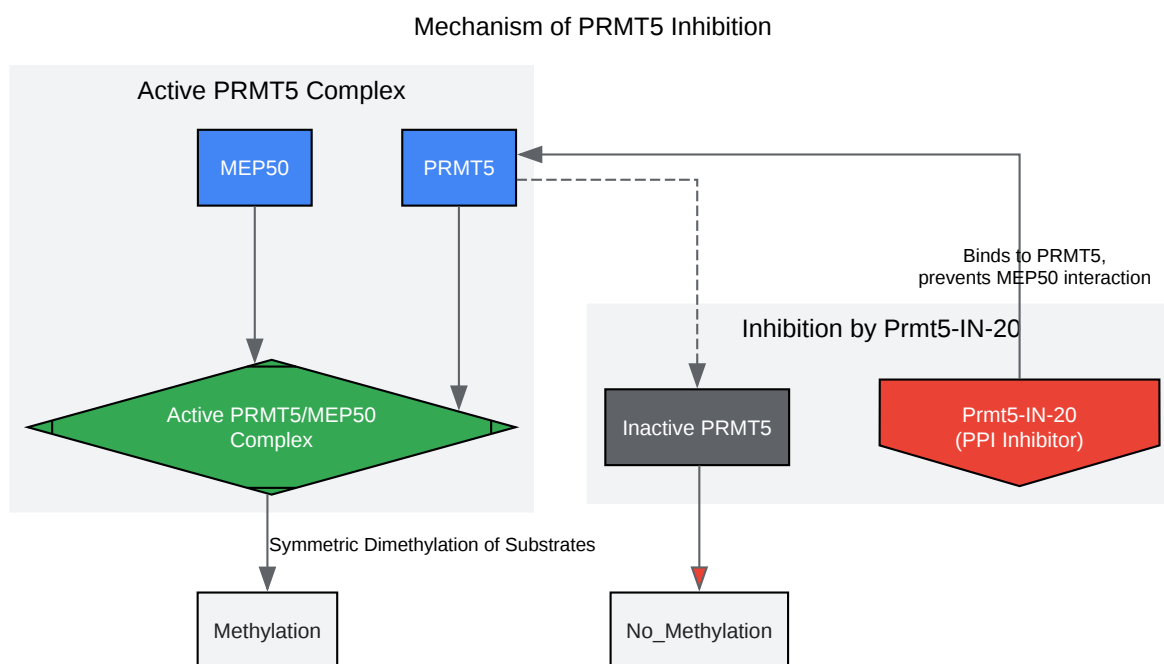 Mechanism of PRMT5 Inhibition
Active PRMT5 Complex
MEP50
PRMT5
Binds to PRMT5,
prevents MEP50 interaction
Inhibition by Prmt5-IN-20
Active PRMT5/MEP50
Complex
Inactive PRMT5
Prmt5-IN-20
(PPI Inhibitor)
Symmetric Dimethylation of Substrates
Methylation
No_Methylation